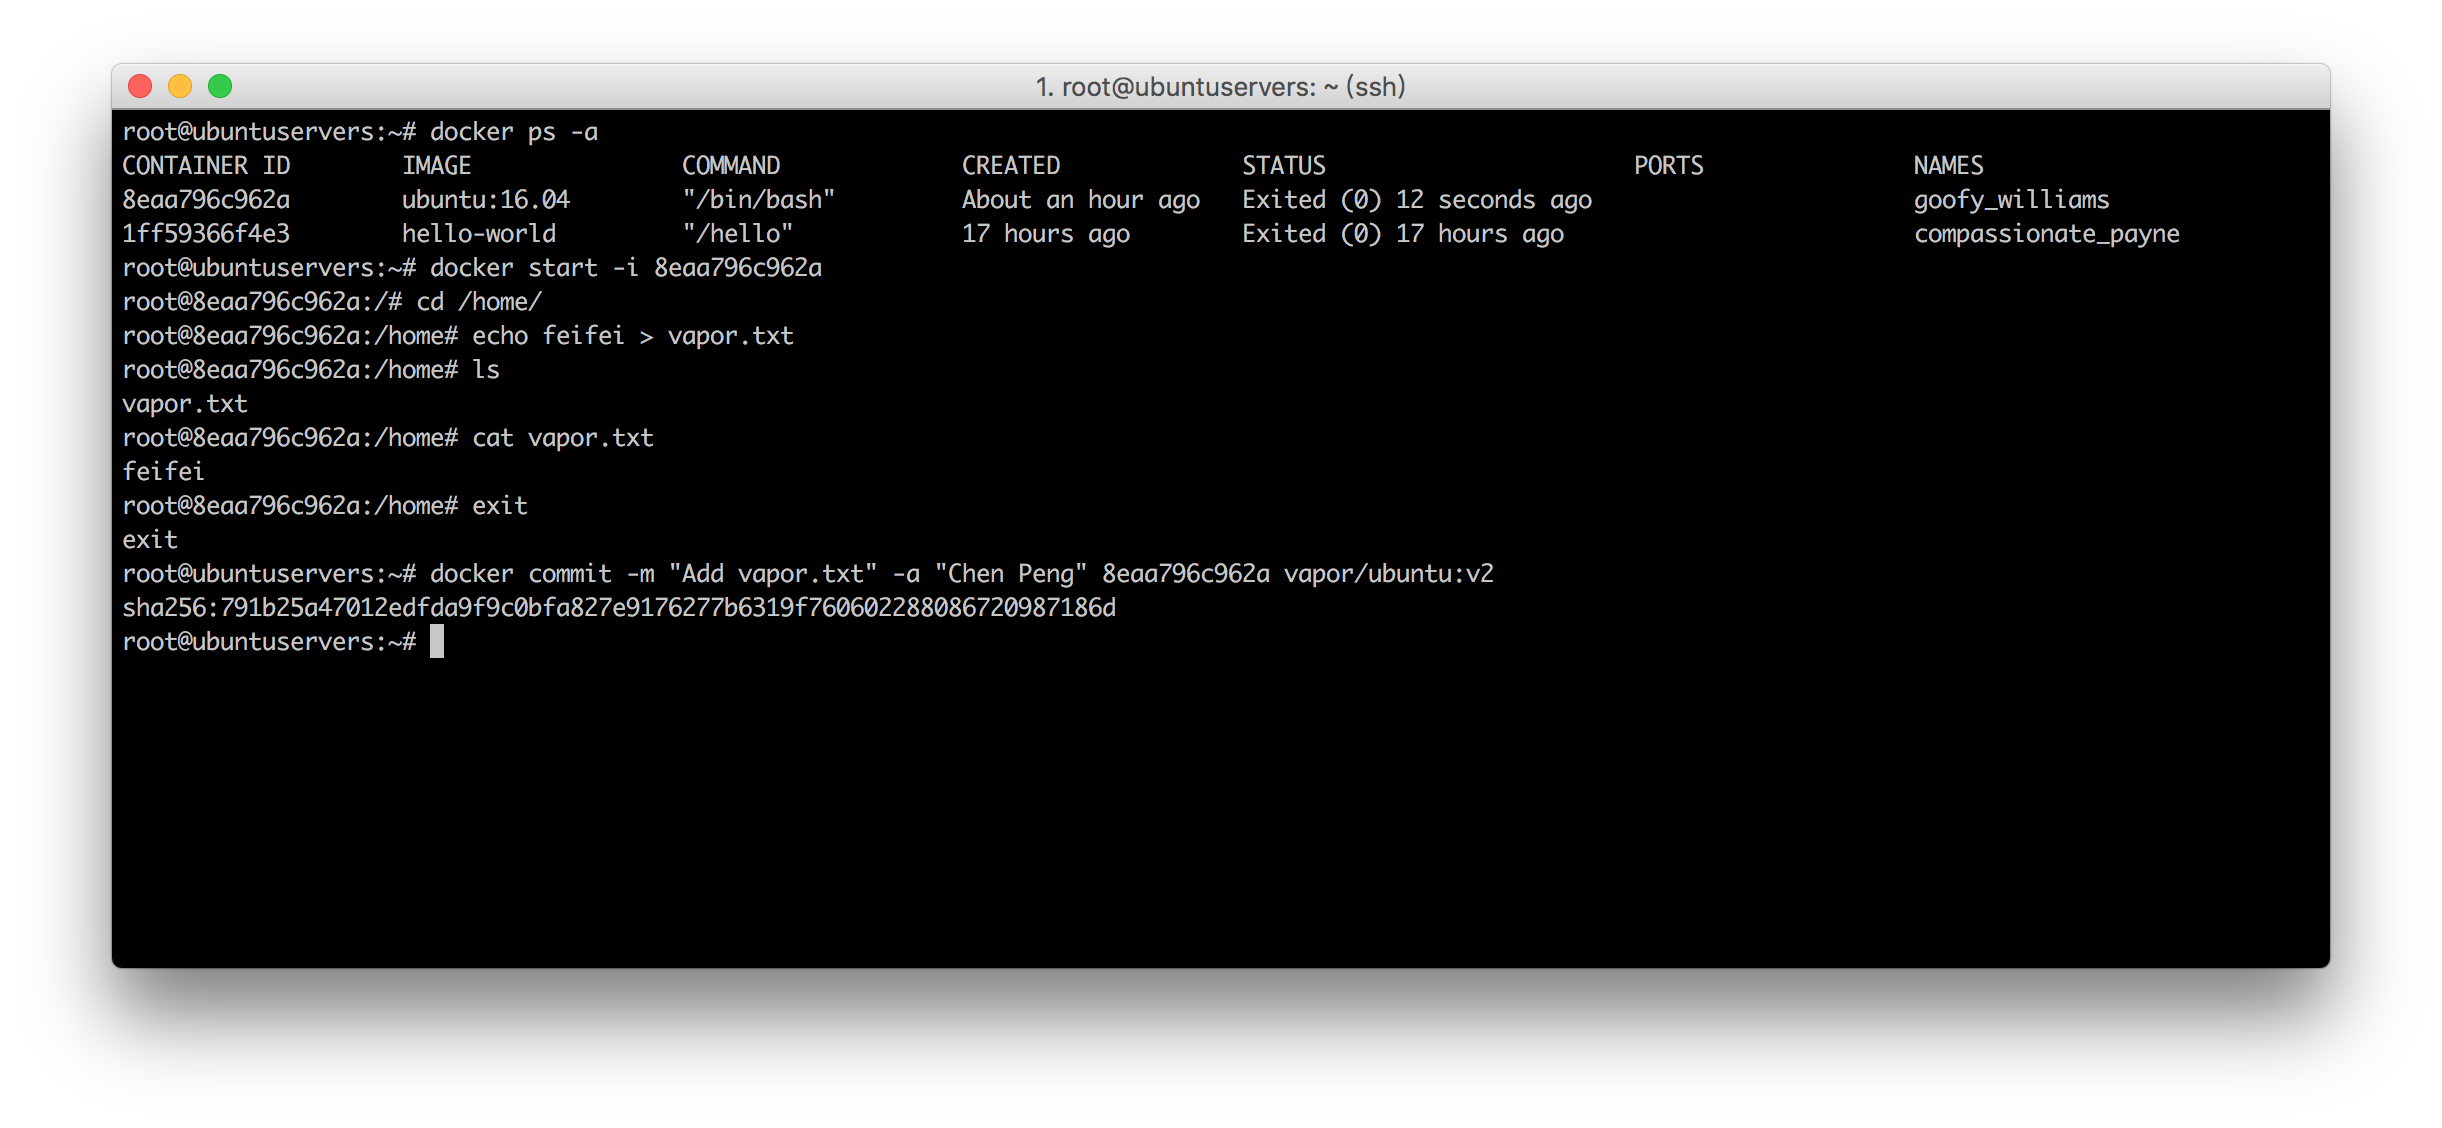 1. root@ubuntuservers: ~ (ssh)
root@ubuntuservers:~# docker ps -a
CONTAINER ID        IMAGE               COMMAND             CREATED             STATUS                      PORTS               NAMES
8eaa796c962a        ubuntu:16.04        "/bin/bash"         About an hour ago   Exited (0) 12 seconds ago                       goofy_williams
1ff59366f4e3        hello-world         "/hello"            17 hours ago        Exited (0) 17 hours ago                         compassionate_payne
root@ubuntuservers:~# docker start -i 8eaa796c962a
root@8eaa796c962a:/# cd /home/
root@8eaa796c962a:/home# echo feifei > vapor.txt
root@8eaa796c962a:/home# ls
vapor.txt
root@8eaa796c962a:/home# cat vapor.txt
feifei
root@8eaa796c962a:/home# exit
exit
root@ubuntuservers:~# docker commit -m "Add vapor.txt" -a "Chen Peng" 8eaa796c962a vapor/ubuntu:v2
sha256:791b25a47012edfda9f9c0bfa827e9176277b6319f760602288086720987186d
root@ubuntuservers:~#